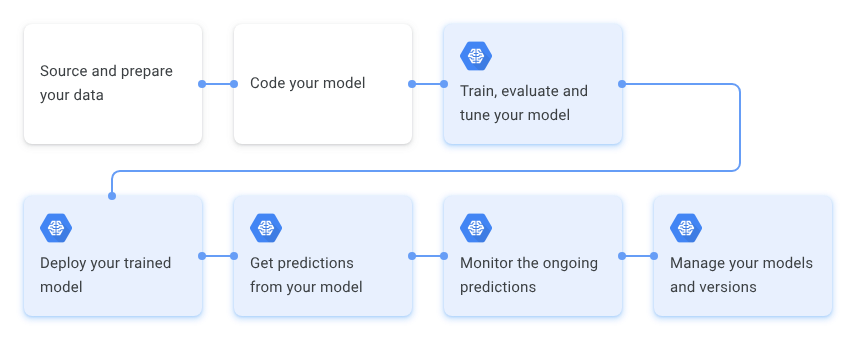 Source and prepare
your data
Code your model
Train, evaluate and
tune your model
Deploy your trained
model
Get predictions
from your model
Monitor the ongoing
predictions
Manage your models
and versions